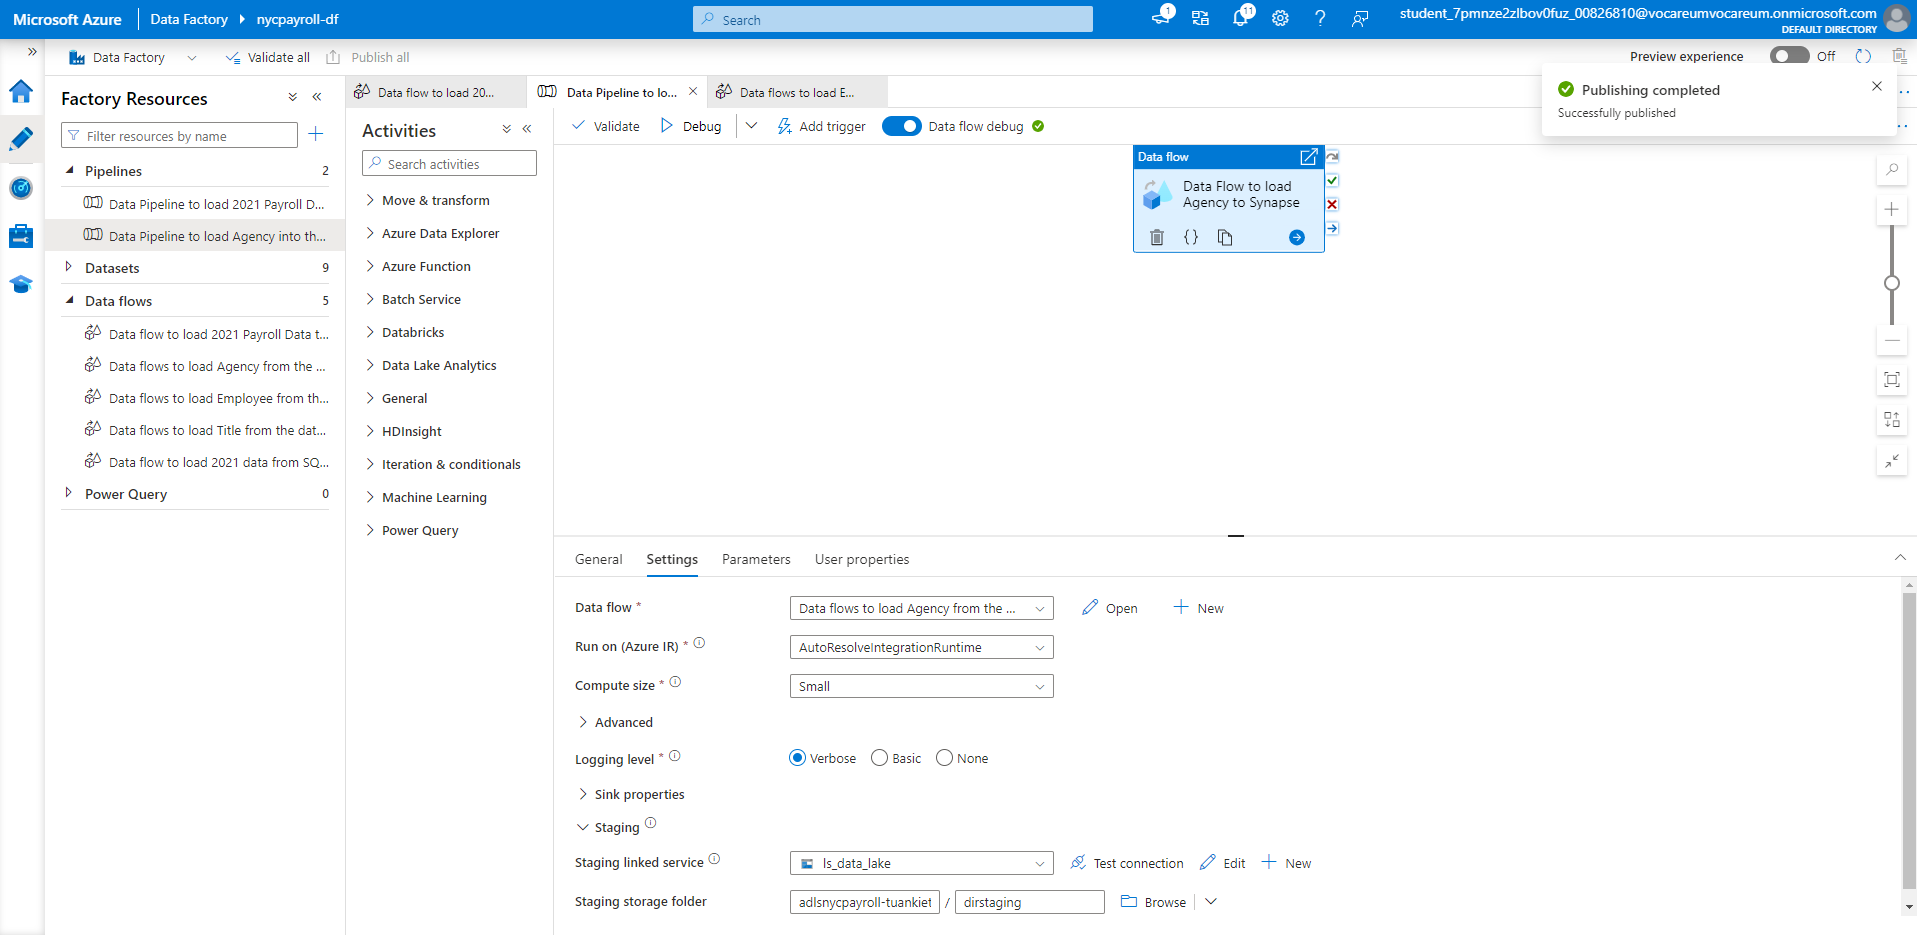 Microsoft Azure
Data Factory
nycpayroll-df
Search
1
11
student_7pmnze2zlbov0fuz_00826810@vocareumvocareum.onmicrosoft.com
DEFAULT DIRECTORY
Data Factory
Validate all
Publish all
Preview experience
Off
Publishing completed
Successfully published
Factory Resources
Filter resources by name
Pipelines
2
Data Pipeline to load 2021 Payroll D...
Data Pipeline to load Agency into th...
Datasets
9
Data flows
5
Data flow to load 2021 Payroll Data t...
Data flows to load Agency from the ...
Data flows to load Employee from th...
Data flows to load Title from the dat...
Data flow to load 2021 data from SQ...
Power Query
0
Data flow to load 20...
Data Pipeline to lo...
Data flows to load E...
Activities
Search activities
Move & transform
Azure Data Explorer
Azure Function
Batch Service
Databricks
Data Lake Analytics
General
HDInsight
Iteration & conditionals
Machine Learning
Power Query
Validate
Debug
Add trigger
Data flow debug
Data flow
Data Flow to load
Agency to Synapse
General
Settings
Parameters
User properties
Data flow *
Data flows to load Agency from the ...
Open
New
Run on (Azure IR) *
AutoResolveIntegrationRuntime
Compute size *
Small
Advanced
Logging level *
Verbose
Basic
None
Sink properties
Staging
Staging linked service
ls_data_lake
Test connection
Edit
New
Staging storage folder
adlsnycpayroll-tuankiet
/
dirstaging
Browse